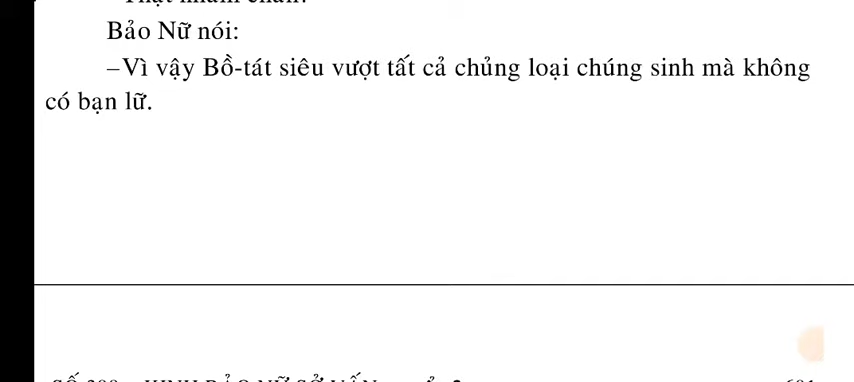 Bảo Nữ nói:
–Vì vậy Bồ-tát siêu vượt tất cả chủng loại chúng sinh mà không
có bạn lữ.